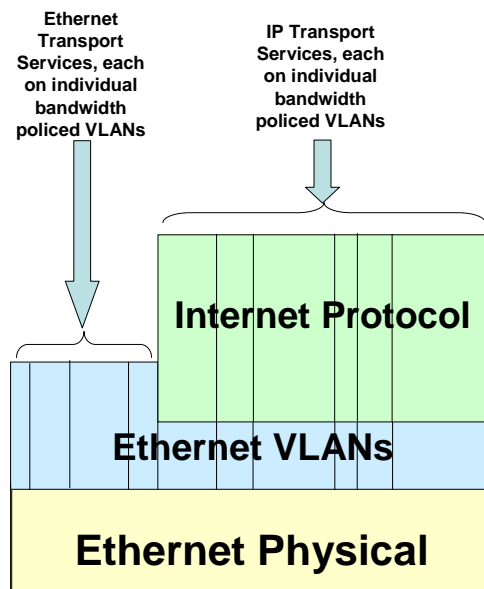 Ethernet
Transport
Services, each
on individual
bandwidth
policed VLANs
IP Transport
Services, each
on individual
bandwidth
policed VLANs
Internet Protocol
Ethernet VLANs
Ethernet Physical